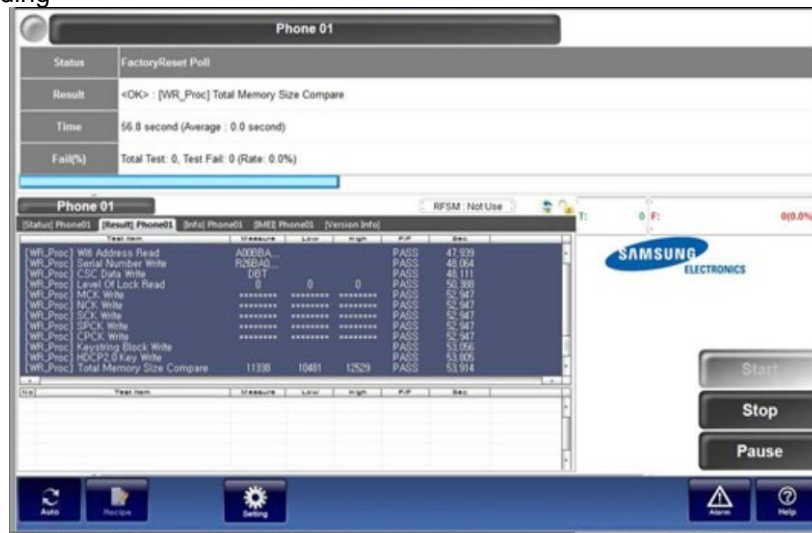 ding
Phone 01
Status FactoryReset Poll
Result <OK> : [WR_Proc] Total Memory Size Compare
Time 56.8 second (Average : 0.0 second)
Fail(%) Total Test: 0, Test Fail: 0 (Rate: 0.0%)
Phone 01 RFSM : Not Use T: 0 F: 0(0.0%
[Status] Phone01 [Result] Phone01 [Info] Phone01 [IMEI] Phone01 [Version Info]
Test Item Measure Low High P/F Sec
[WR_Proc] Wifi Address Read A00BBA... PASS 47,939
[WR_Proc] Serial Number Write R26BA0... PASS 48,064
[WR_Proc] CSC Data Write DBT PASS 48,111
[WR_Proc] Level Of Lock Read 0 0 0 PASS 50,388
[WR_Proc] MCK Write ******** ******** ******** PASS 52,947
[WR_Proc] NCK Write ******** ******** ******** PASS 52,947
[WR_Proc] SCK Write ******** ******** ******** PASS 52,947
[WR_Proc] SPCK Write ******** ******** ******** PASS 52,947
[WR_Proc] CPCK Write ******** ******** ******** PASS 52,947
[WR_Proc] Keystring Block Write PASS 53,056
[WR_Proc] HDCP2.0 Key Write PASS 53,805
[WR_Proc] Total Memory Size Compare 11338 10481 12529 PASS 53,914
SAMSUNG
ELECTRONICS
No Test Item Measure Low High P/F Sec
Start
Stop
Pause
Auto Recipe Setting Alarm Help